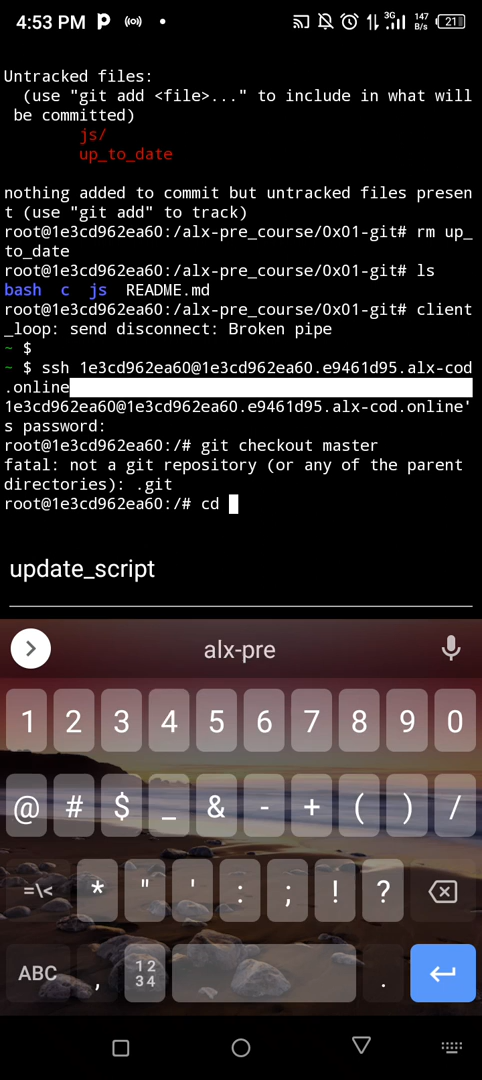 4:53 PM
3G
147
B/s
21
Untracked files:
(use "git add <file>..." to include in what will
be committed)
js/
up_to_date
nothing added to commit but untracked files presen
t (use "git add" to track)
root@1e3cd962ea60:/alx-pre_course/0x01-git# rm up_
to_date
root@1e3cd962ea60:/alx-pre_course/0x01-git# ls
bash c js README.md
root@1e3cd962ea60:/alx-pre_course/0x01-git# client
_loop: send disconnect: Broken pipe
~ $
~ $ ssh 1e3cd962ea60@1e3cd962ea60.e9461d95.alx-cod
.online
1e3cd962ea60@1e3cd962ea60.e9461d95.alx-cod.online'
s password:
root@1e3cd962ea60:/# git checkout master
fatal: not a git repository (or any of the parent
directories): .git
root@1e3cd962ea60:/# cd
update_script
alx-pre
1 2 3 4 5 6 7 8 9 0
@ # $ _ & - + ( ) /
=\< * " ' : ; ! ?
ABC , 12 .
34